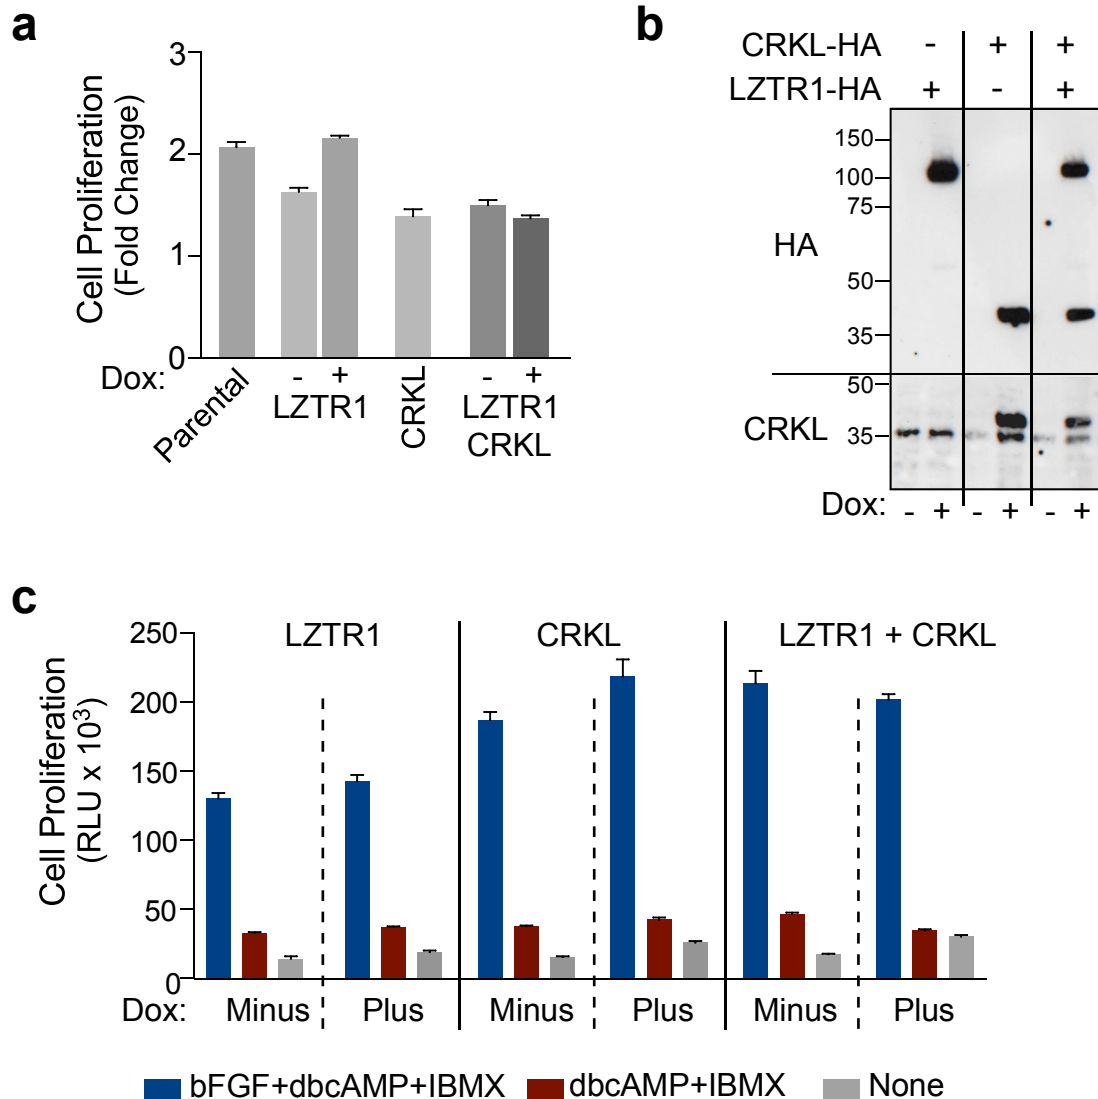 a
Cell Proliferation
(Fold Change)
3
2
1
0
Dox: - + - +
Parental
LZTR1
CRKL
LZTR1
CRKL
b
CRKL-HA - + +
LZTR1-HA + - +
HA
150
100
75
50
35
CRKL
50
35
Dox: - + - + - +
c
Cell Proliferation
(RLU x 10³)
250
200
150
100
50
0
LZTR1 CRKL LZTR1 + CRKL
Dox: Minus Plus Minus Plus Minus Plus
bFGF+dbcAMP+IBMX dbcAMP+IBMX None